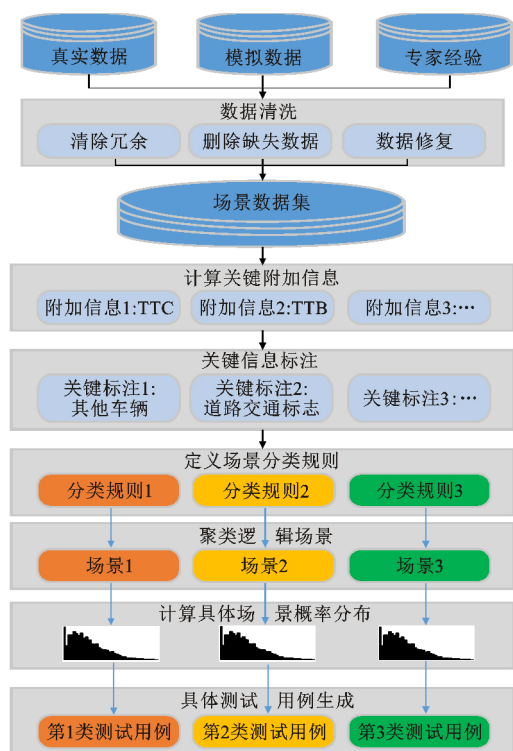 真实数据 模拟数据 专家经验
数据清洗
清除冗余 删除缺失数据 数据修复
场景数据集
计算关键附加信息
附加信息1:TTC 附加信息2:TTB 附加信息3:…
关键信息标注
关键标注1:
其他车辆
关键标注2:
道路交通标志
关键标注3:…
定义场景分类规则
分类规则1 分类规则2 分类规则3
聚类逻辑场景
场景1 场景2 场景3
计算具体场景概率分布
具体测试用例生成
第1类测试用例 第2类测试用例 第3类测试用例